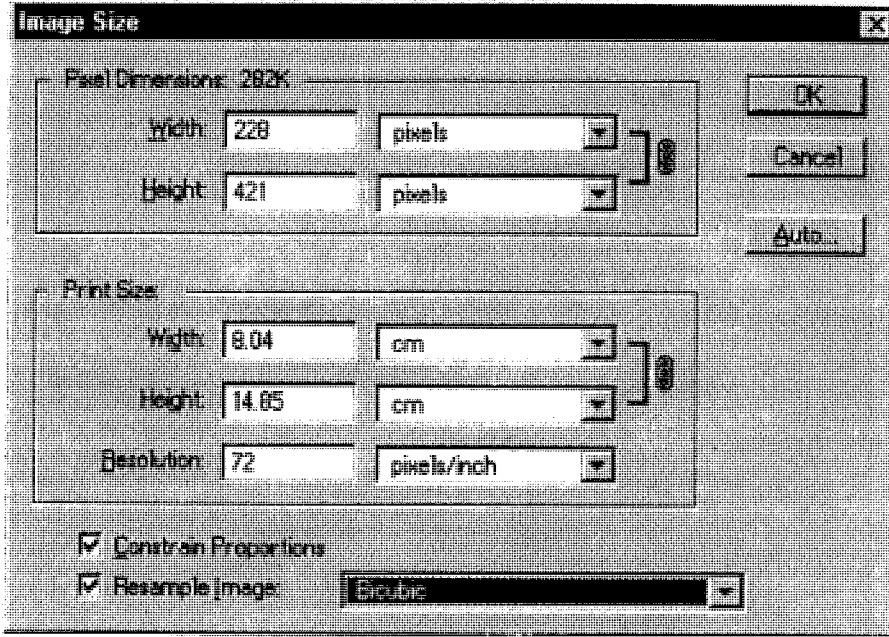 Image Size
Pixel Dimensions: 282K
OK
Width: 228 pixels
Cancel
Height: 421 pixels
Auto...
Print Size:
Width: 8.04 cm
Height: 14.85 cm
Resolution: 72 pixels/inch
Constrain Proportions
Resample Image: Bicubic